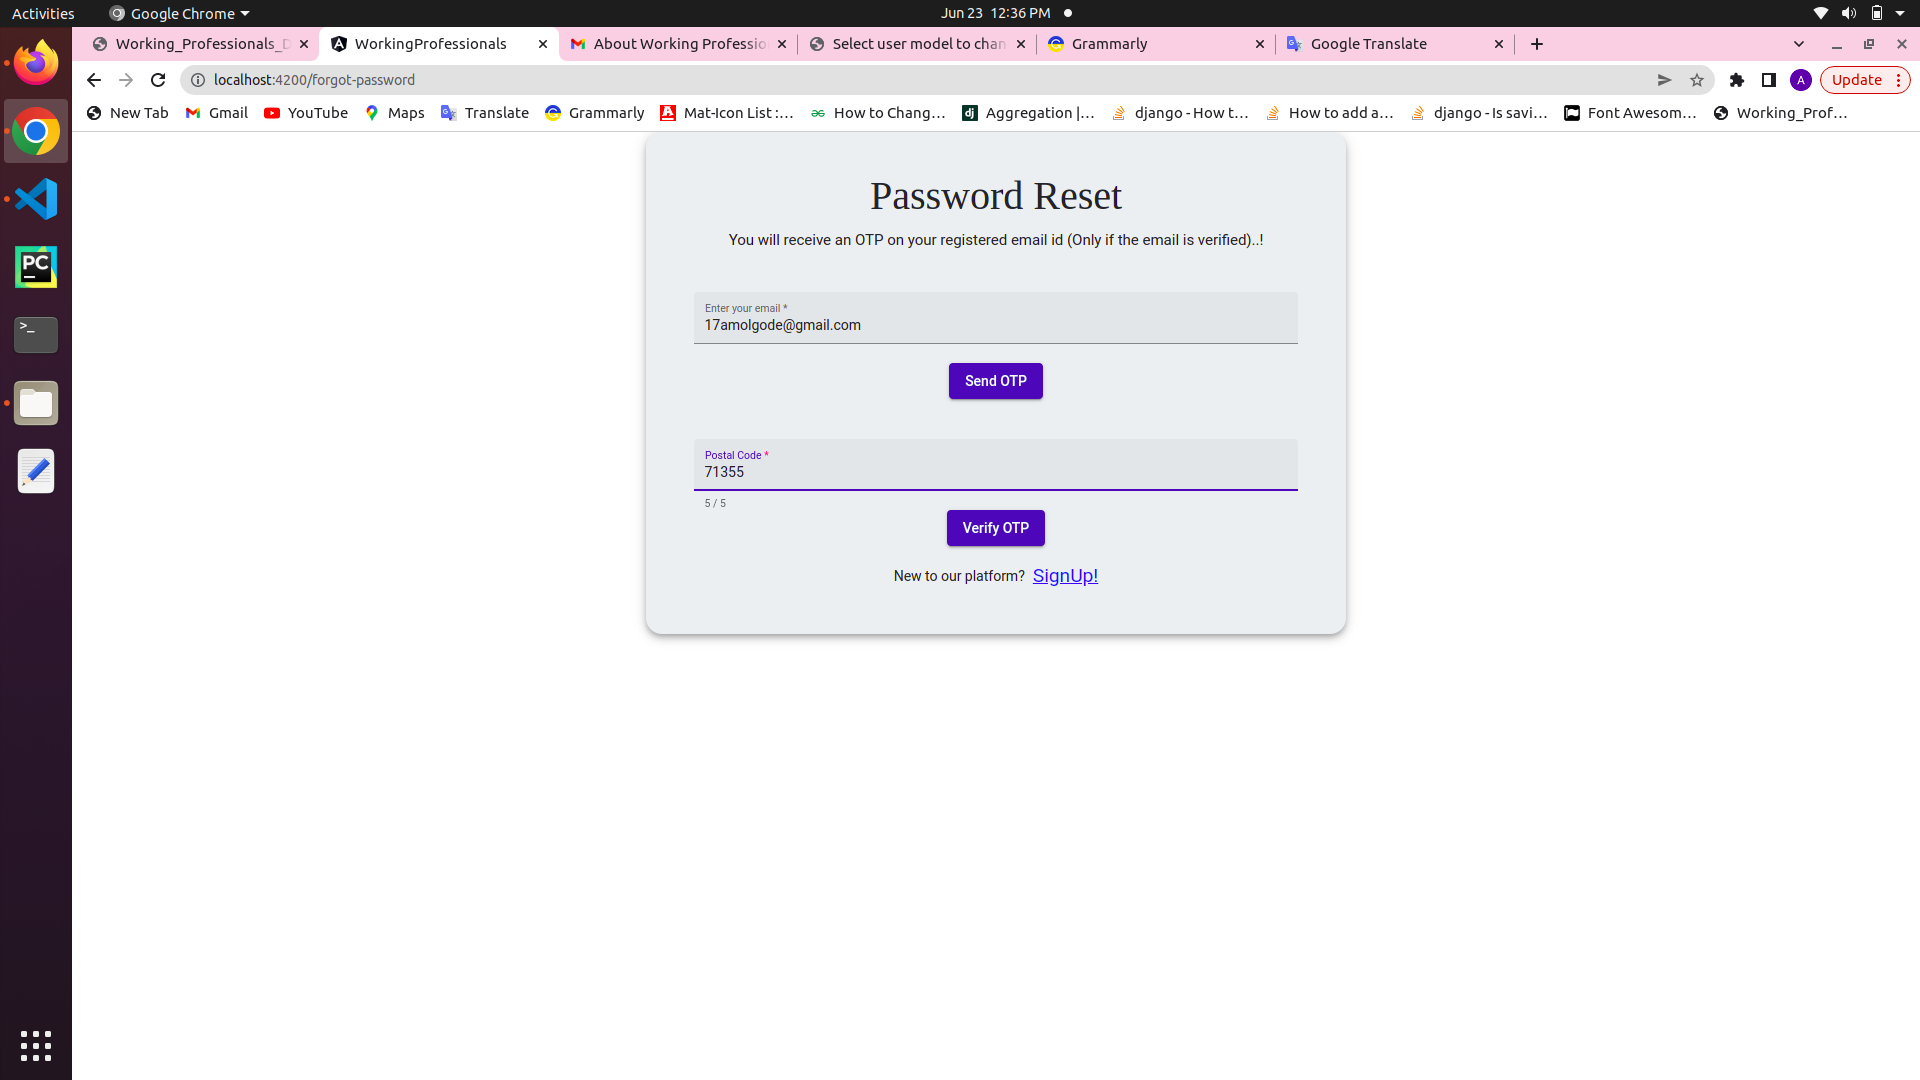 Activities
Google Chrome
Jun 23 12:36 PM
Working_Professionals_D
WorkingProfessionals
About Working Professio
Select user model to chan
Grammarly
Google Translate
localhost:4200/forgot-password
A
Update
New Tab
Gmail
YouTube
Maps
Translate
Grammarly
Mat-Icon List :...
How to Chang...
Aggregation |...
django - How t...
How to add a...
django - Is savi...
Font Awesom...
Working_Prof...
Password Reset
You will receive an OTP on your registered email id (Only if the email is verified)..!
Enter your email *
17amolgode@gmail.com
Send OTP
Postal Code *
71355
5 / 5
Verify OTP
New to our platform? SignUp!